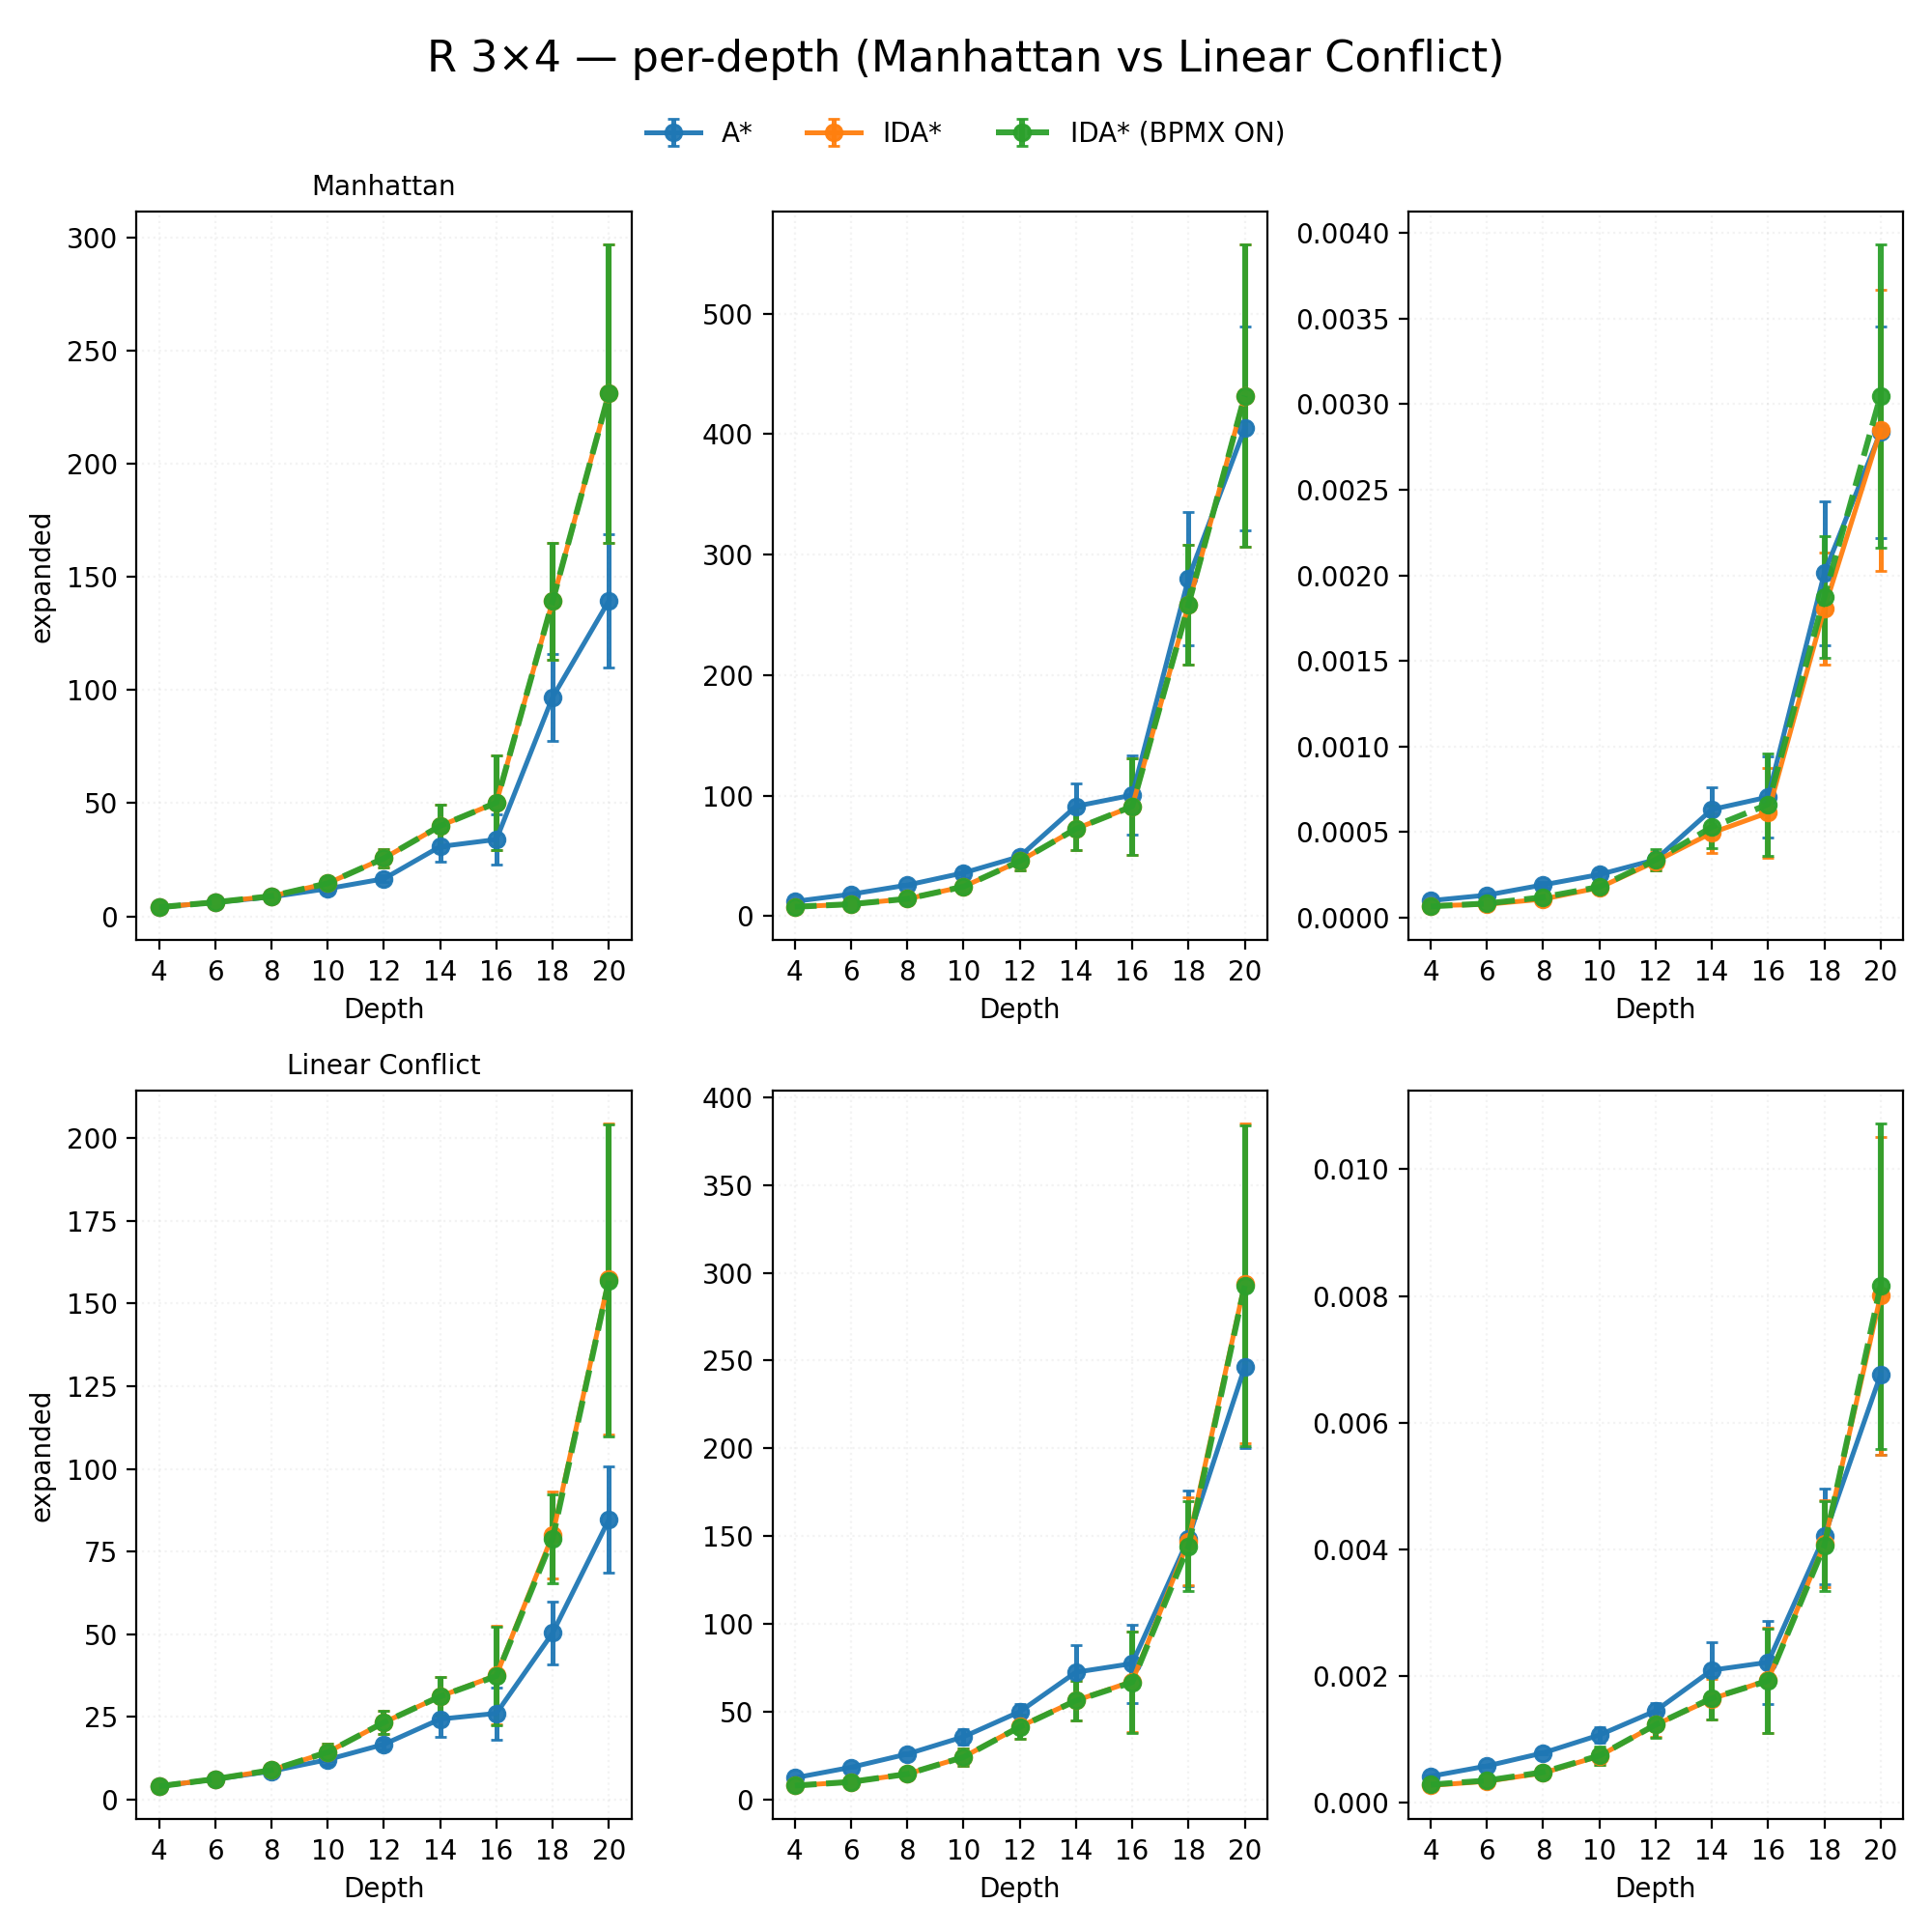 R 3×4 — per-depth (Manhattan vs Linear Conflict)
A* IDA* IDA* (BPMX ON)
Manhattan
expanded
300
250
200
150
100
50
0
4 6 8 10 12 14 16 18 20
Depth
500
400
300
200
100
0
4 6 8 10 12 14 16 18 20
Depth
0.0040
0.0035
0.0030
0.0025
0.0020
0.0015
0.0010
0.0005
0.0000
4 6 8 10 12 14 16 18 20
Depth
Linear Conflict
expanded
200
175
150
125
100
75
50
25
0
4 6 8 10 12 14 16 18 20
Depth
400
350
300
250
200
150
100
50
0
4 6 8 10 12 14 16 18 20
Depth
0.010
0.008
0.006
0.004
0.002
0.000
4 6 8 10 12 14 16 18 20
Depth